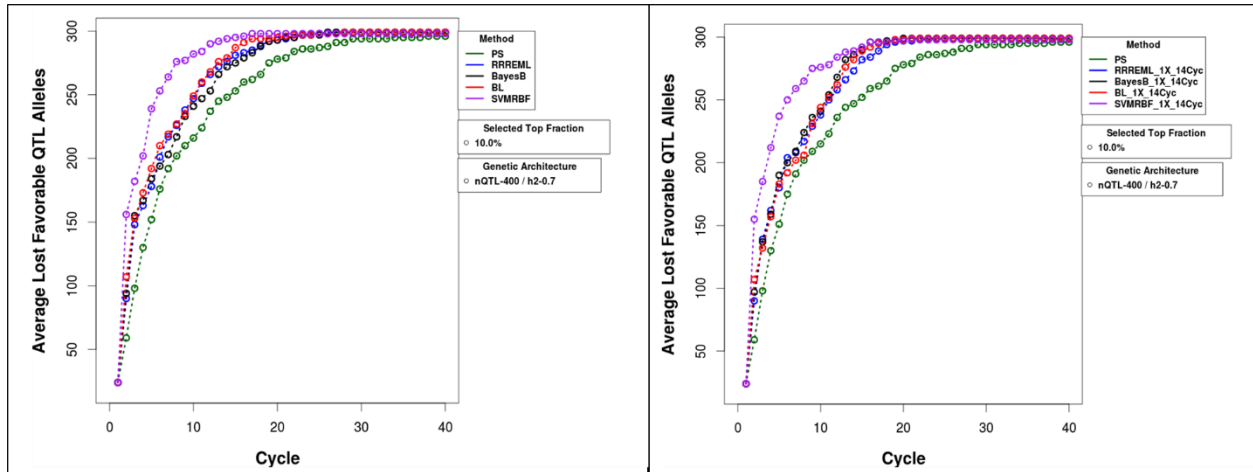 Average Lost Favorable QTL Alleles
300
250
200
150
100
50
0
10
20
30
40
Cycle
Method
PS
RRREML
BayesB
BL
SVMRBF
Selected Top Fraction
10.0%
Genetic Architecture
nQTL-400 / h2-0.7
Average Lost Favorable QTL Alleles
300
250
200
150
100
50
0
10
20
30
40
Cycle
Method
PS
RRREML_1X_14Cyc
BayesB_1X_14Cyc
BL_1X_14Cyc
SVMRBF_1X_14Cyc
Selected Top Fraction
10.0%
Genetic Architecture
nQTL-400 / h2-0.7